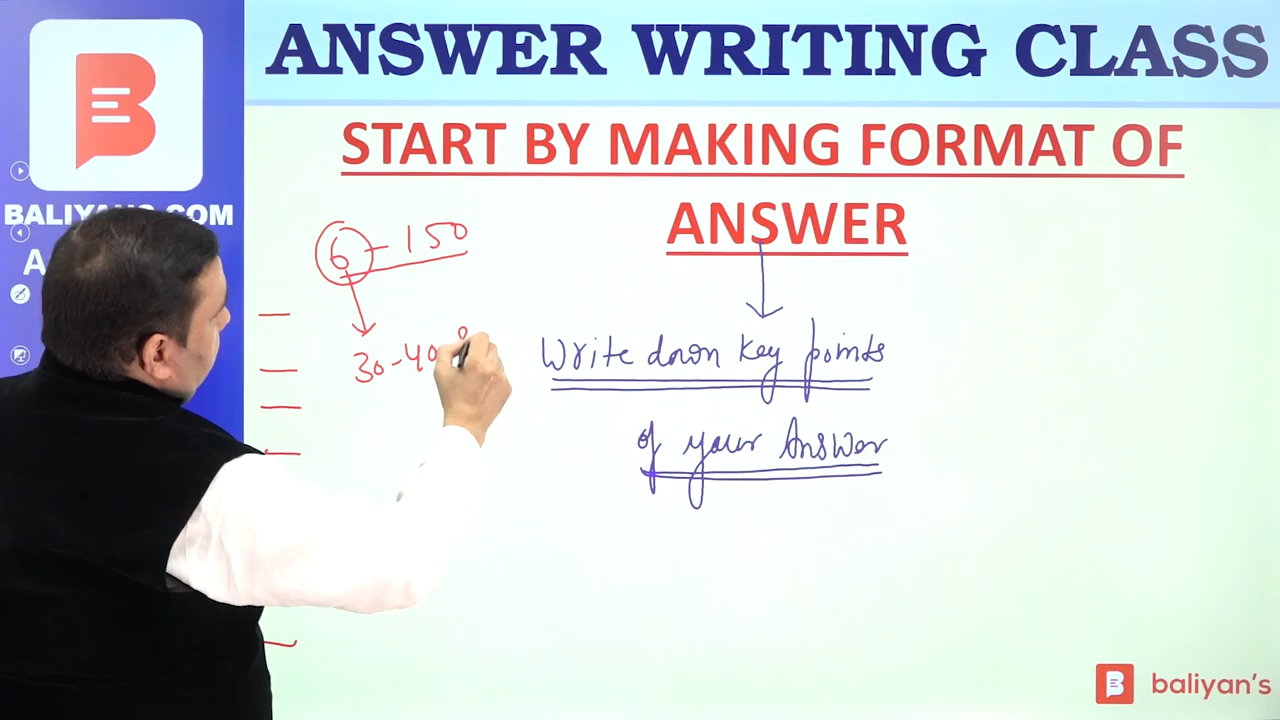 ANSWER WRITING CLASS
START BY MAKING FORMAT OF
ANSWER
BALIYANS.COM
A
6 - 150
30-40
Write down key points
of your Answer
baliyan's